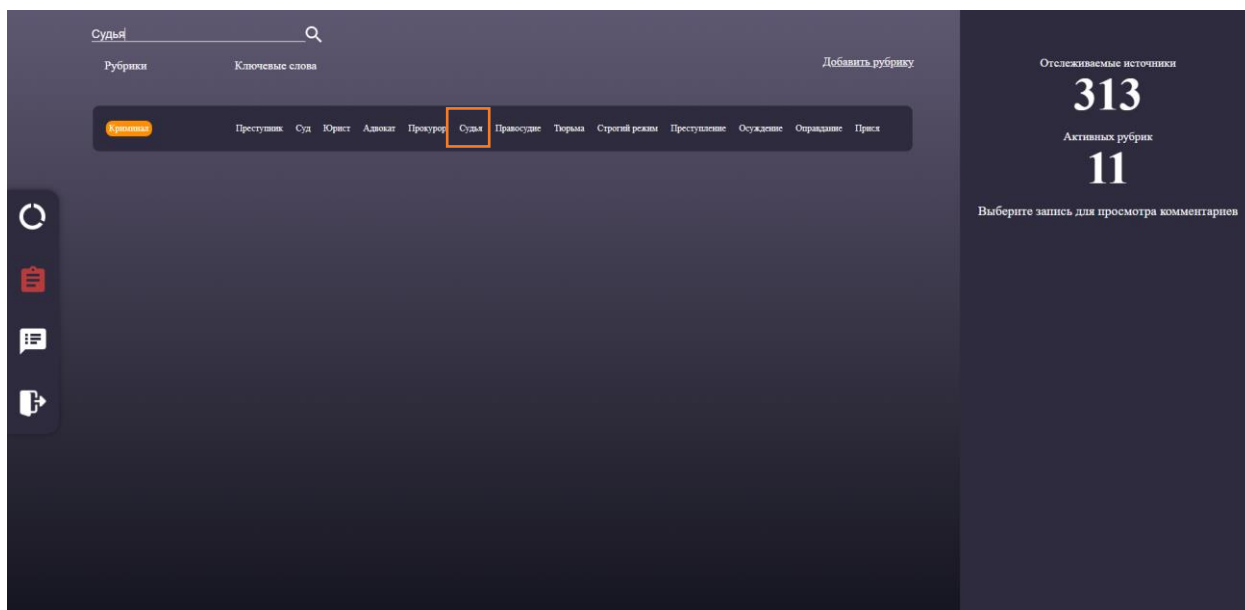 Судья
Рубрики Ключевые слова Добавить рубрику
Криминал Преступник Суд Юрист Адвокат Прокурор Судья Правосудие Тюрьма Строгий режим Преступление Осуждение Оправдание Прися
Отслеживаемые источники
313
Активных рубрик
11
Выберите запись для просмотра комментариев